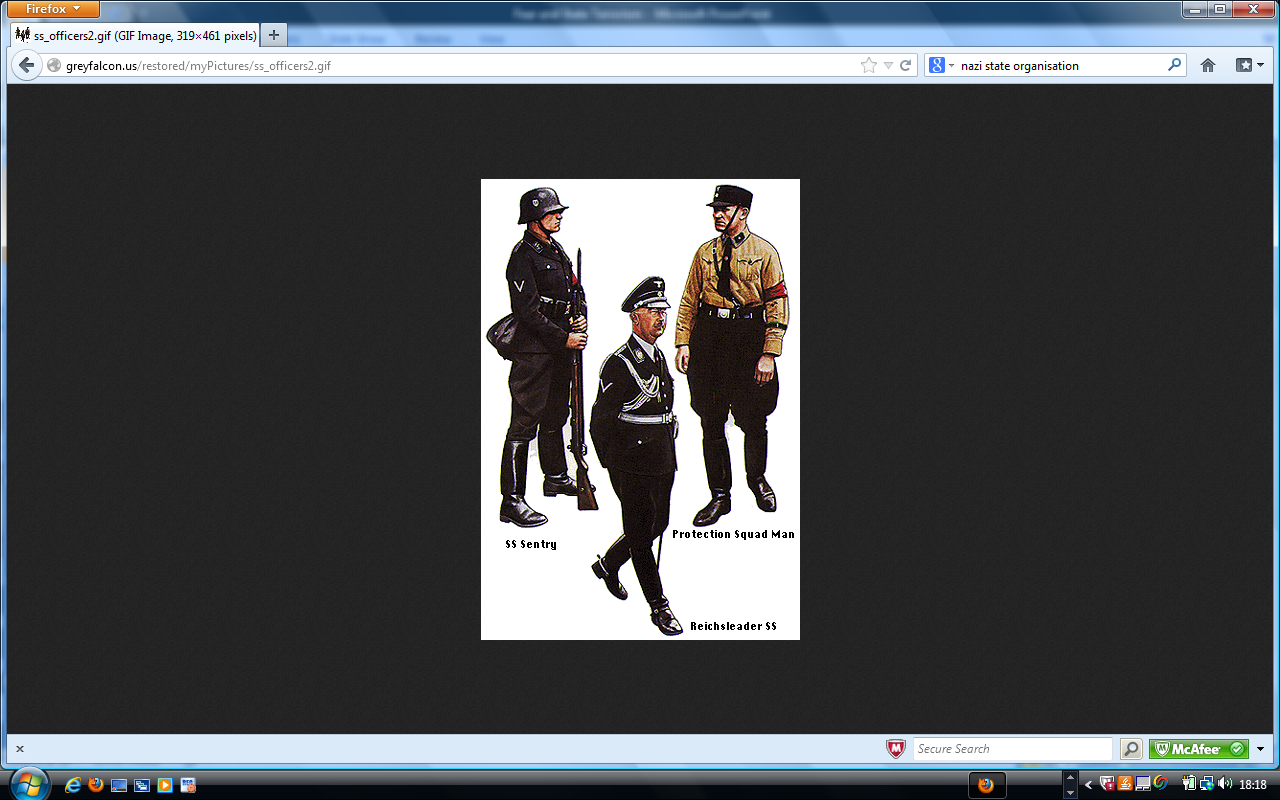 Firefox
ss_officers2.gif (GIF Image, 319×461 pixels)
greyfalcon.us/restored/myPictures/ss_officers2.gif
nazi state organisation
SS Sentry
Protection Squad Man
Reichsleader SS
Secure Search
McAfee
18:18